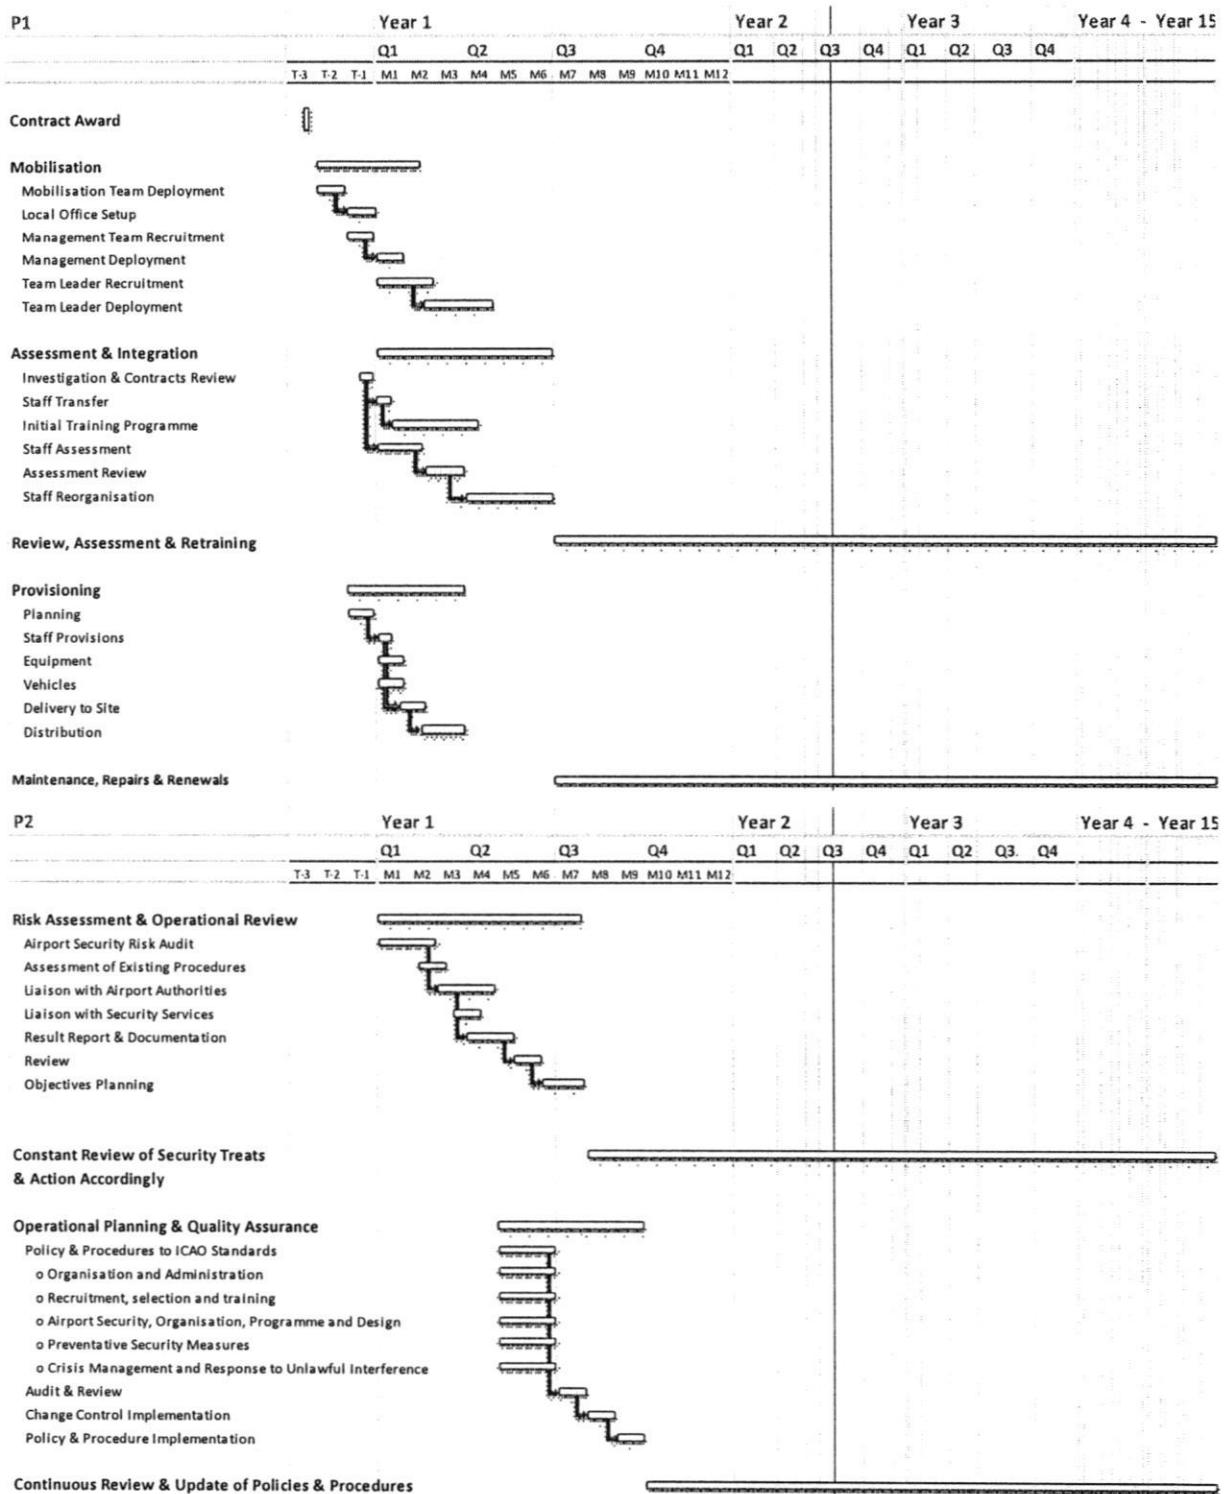 P1 Year 1 Year 2 Year 3 Year 4 - Year 15
Q1 Q2 Q3 Q4 Q1 Q2 Q3 Q4 Q1 Q2 Q3 Q4
T-3 T-2 T-1 M1 M2 M3 M4 M5 M6 M7 M8 M9 M10 M11 M12
Contract Award
Mobilisation
Mobilisation Team Deployment
Local Office Setup
Management Team Recruitment
Management Deployment
Team Leader Recruitment
Team Leader Deployment
Assessment & Integration
Investigation & Contracts Review
Staff Transfer
Initial Training Programme
Staff Assessment
Assessment Review
Staff Reorganisation
Review, Assessment & Retraining
Provisioning
Planning
Staff Provisions
Equipment
Vehicles
Delivery to Site
Distribution
Maintenance, Repairs & Renewals
P2 Year 1 Year 2 Year 3 Year 4 - Year 15
Q1 Q2 Q3 Q4 Q1 Q2 Q3 Q4 Q1 Q2 Q3. Q4
T-3 T-2 T-1 M1 M2 M3 M4 M5 M6 M7 M8 M9 M10 M11 M12
Risk Assessment & Operational Review
Airport Security Risk Audit
Assessment of Existing Procedures
Liaison with Airport Authorities
Liaison with Security Services
Result Report & Documentation
Review
Objectives Planning
Constant Review of Security Treats
& Action Accordingly
Operational Planning & Quality Assurance
Policy & Procedures to ICAO Standards
o Organisation and Administration
o Recruitment, selection and training
o Airport Security, Organisation, Programme and Design
o Preventative Security Measures
o Crisis Management and Response to Unlawful Interference
Audit & Review
Change Control Implementation
Policy & Procedure Implementation
Continuous Review & Update of Policies & Procedures